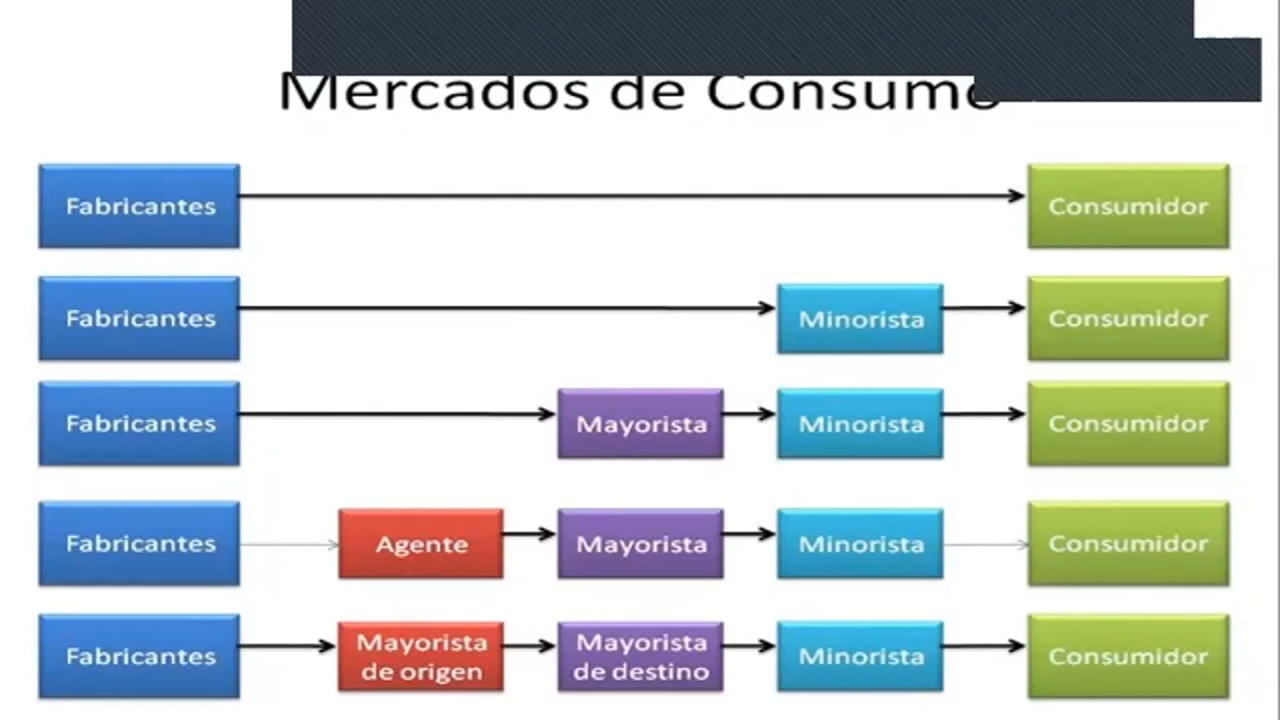 Mercados de Consumo
Fabricantes
Consumidor
Fabricantes
Minorista
Consumidor
Fabricantes
Mayorista
Minorista
Consumidor
Fabricantes
Agente
Mayorista
Minorista
Consumidor
Fabricantes
Mayorista
de origen
Mayorista
de destino
Minorista
Consumidor